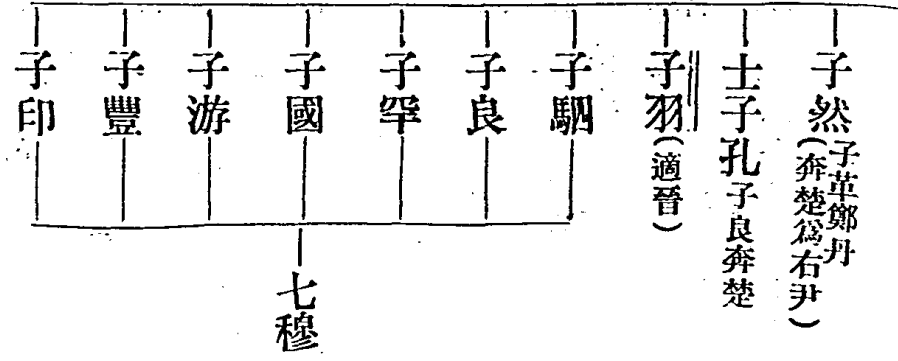 子然
子革鄭丹
(奔楚爲右尹)
士子孔子良奔楚
子羽(適晉)
子駟
子良
子罕
子國
子游
子豐
子印
七穆